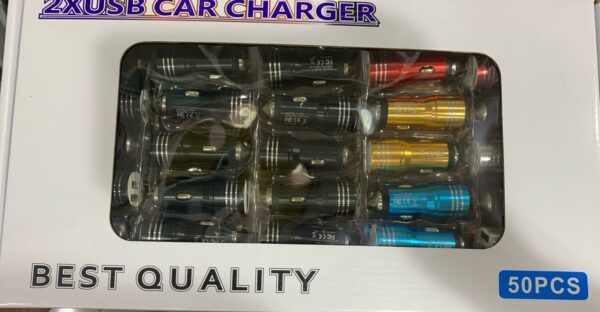 2XUSB CAR CHARGER
BEST QUALITY
50PCS